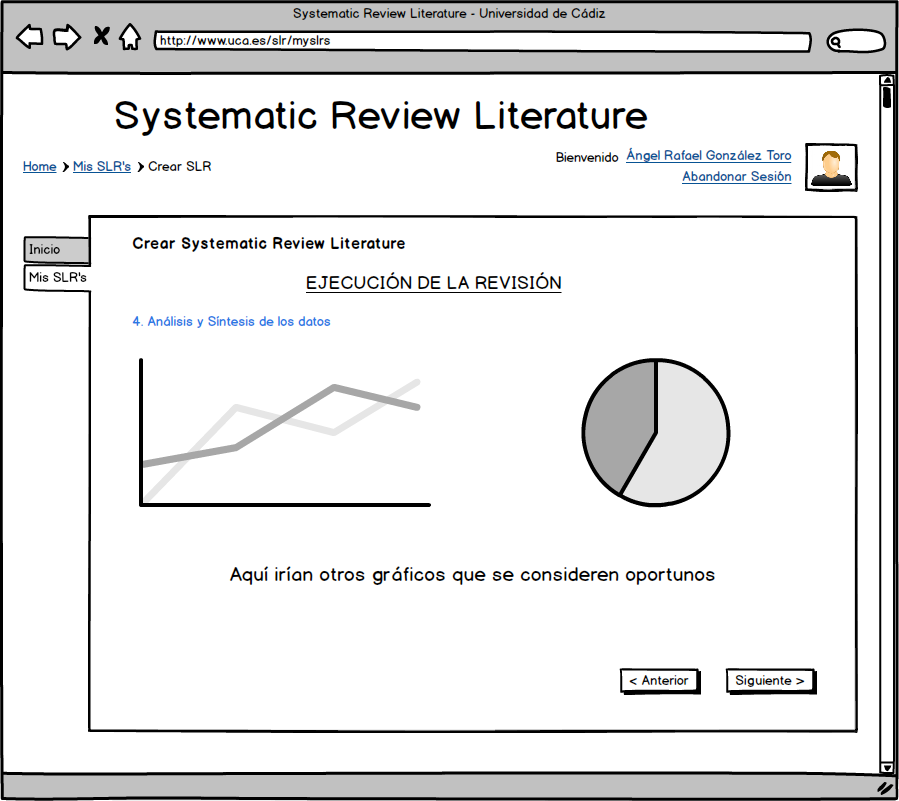 Systematic Review Literature - Universidad de Cádiz
http://www.uca.es/slr/myslrs
Systematic Review Literature
Bienvenido Ángel Rafael González Toro
Home > Mis SLR's > Crear SLR
Abandonar Sesión
Inicio
Mis SLR's
Crear Systematic Review Literature
EJECUCIÓN DE LA REVISIÓN
4. Análisis y Síntesis de los datos
Aquí irían otros gráficos que se consideren oportunos
< Anterior
Siguiente >